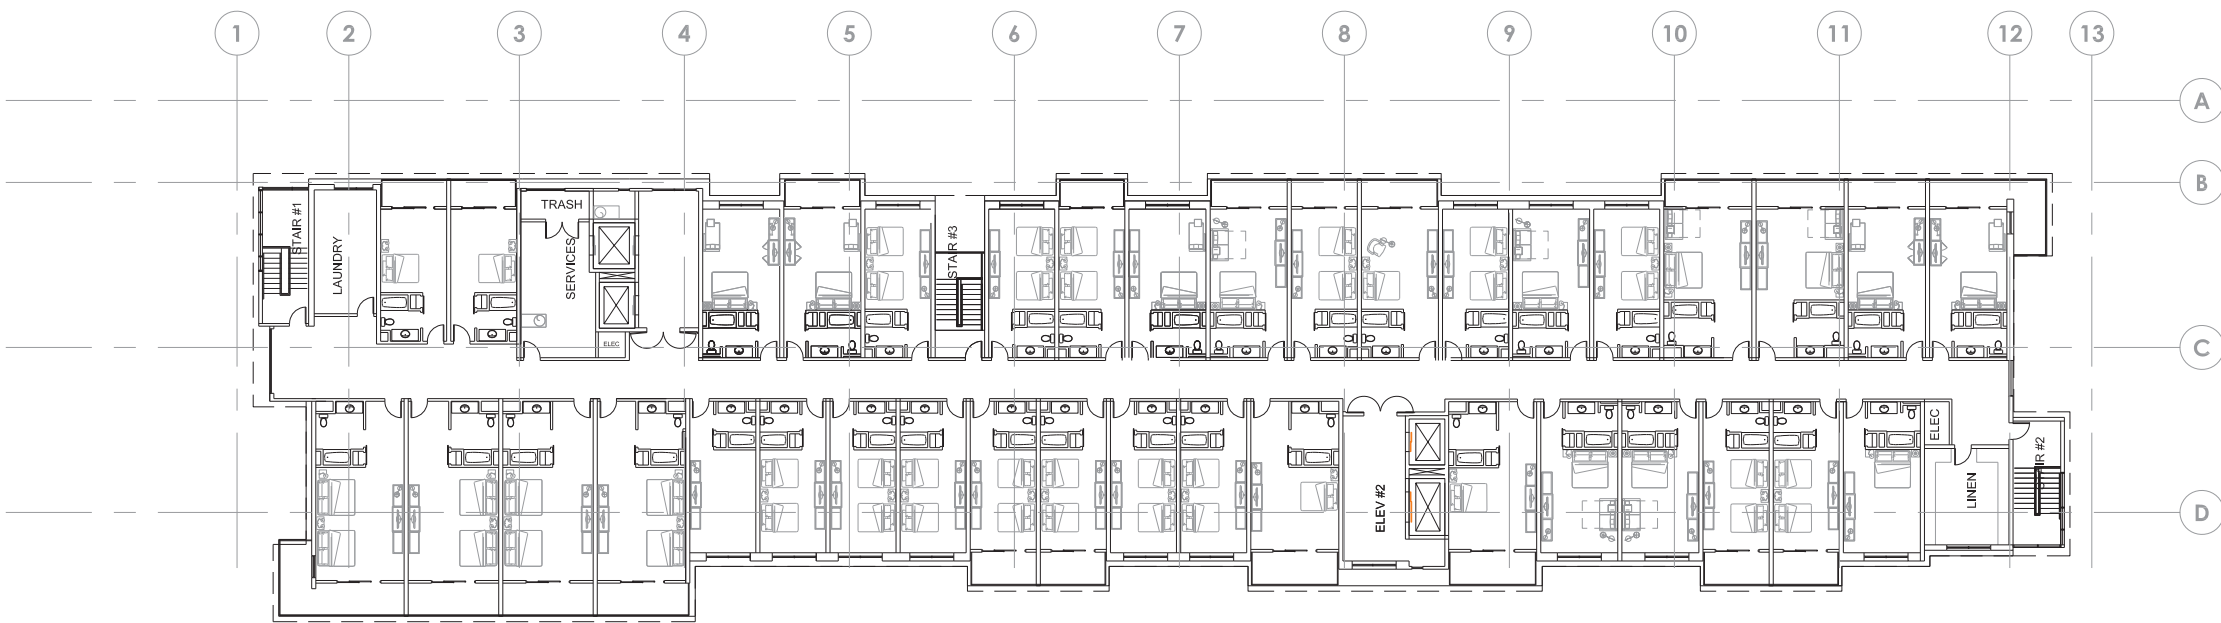 1
2
3
4
5
6
7
8
9
10
11
12
13
A
B
C
D
STAIR #1
LAUNDRY
TRASH
SERVICES
ELEC
STAIR #3
ELEV #2
ELEC
LINEN
IR #2